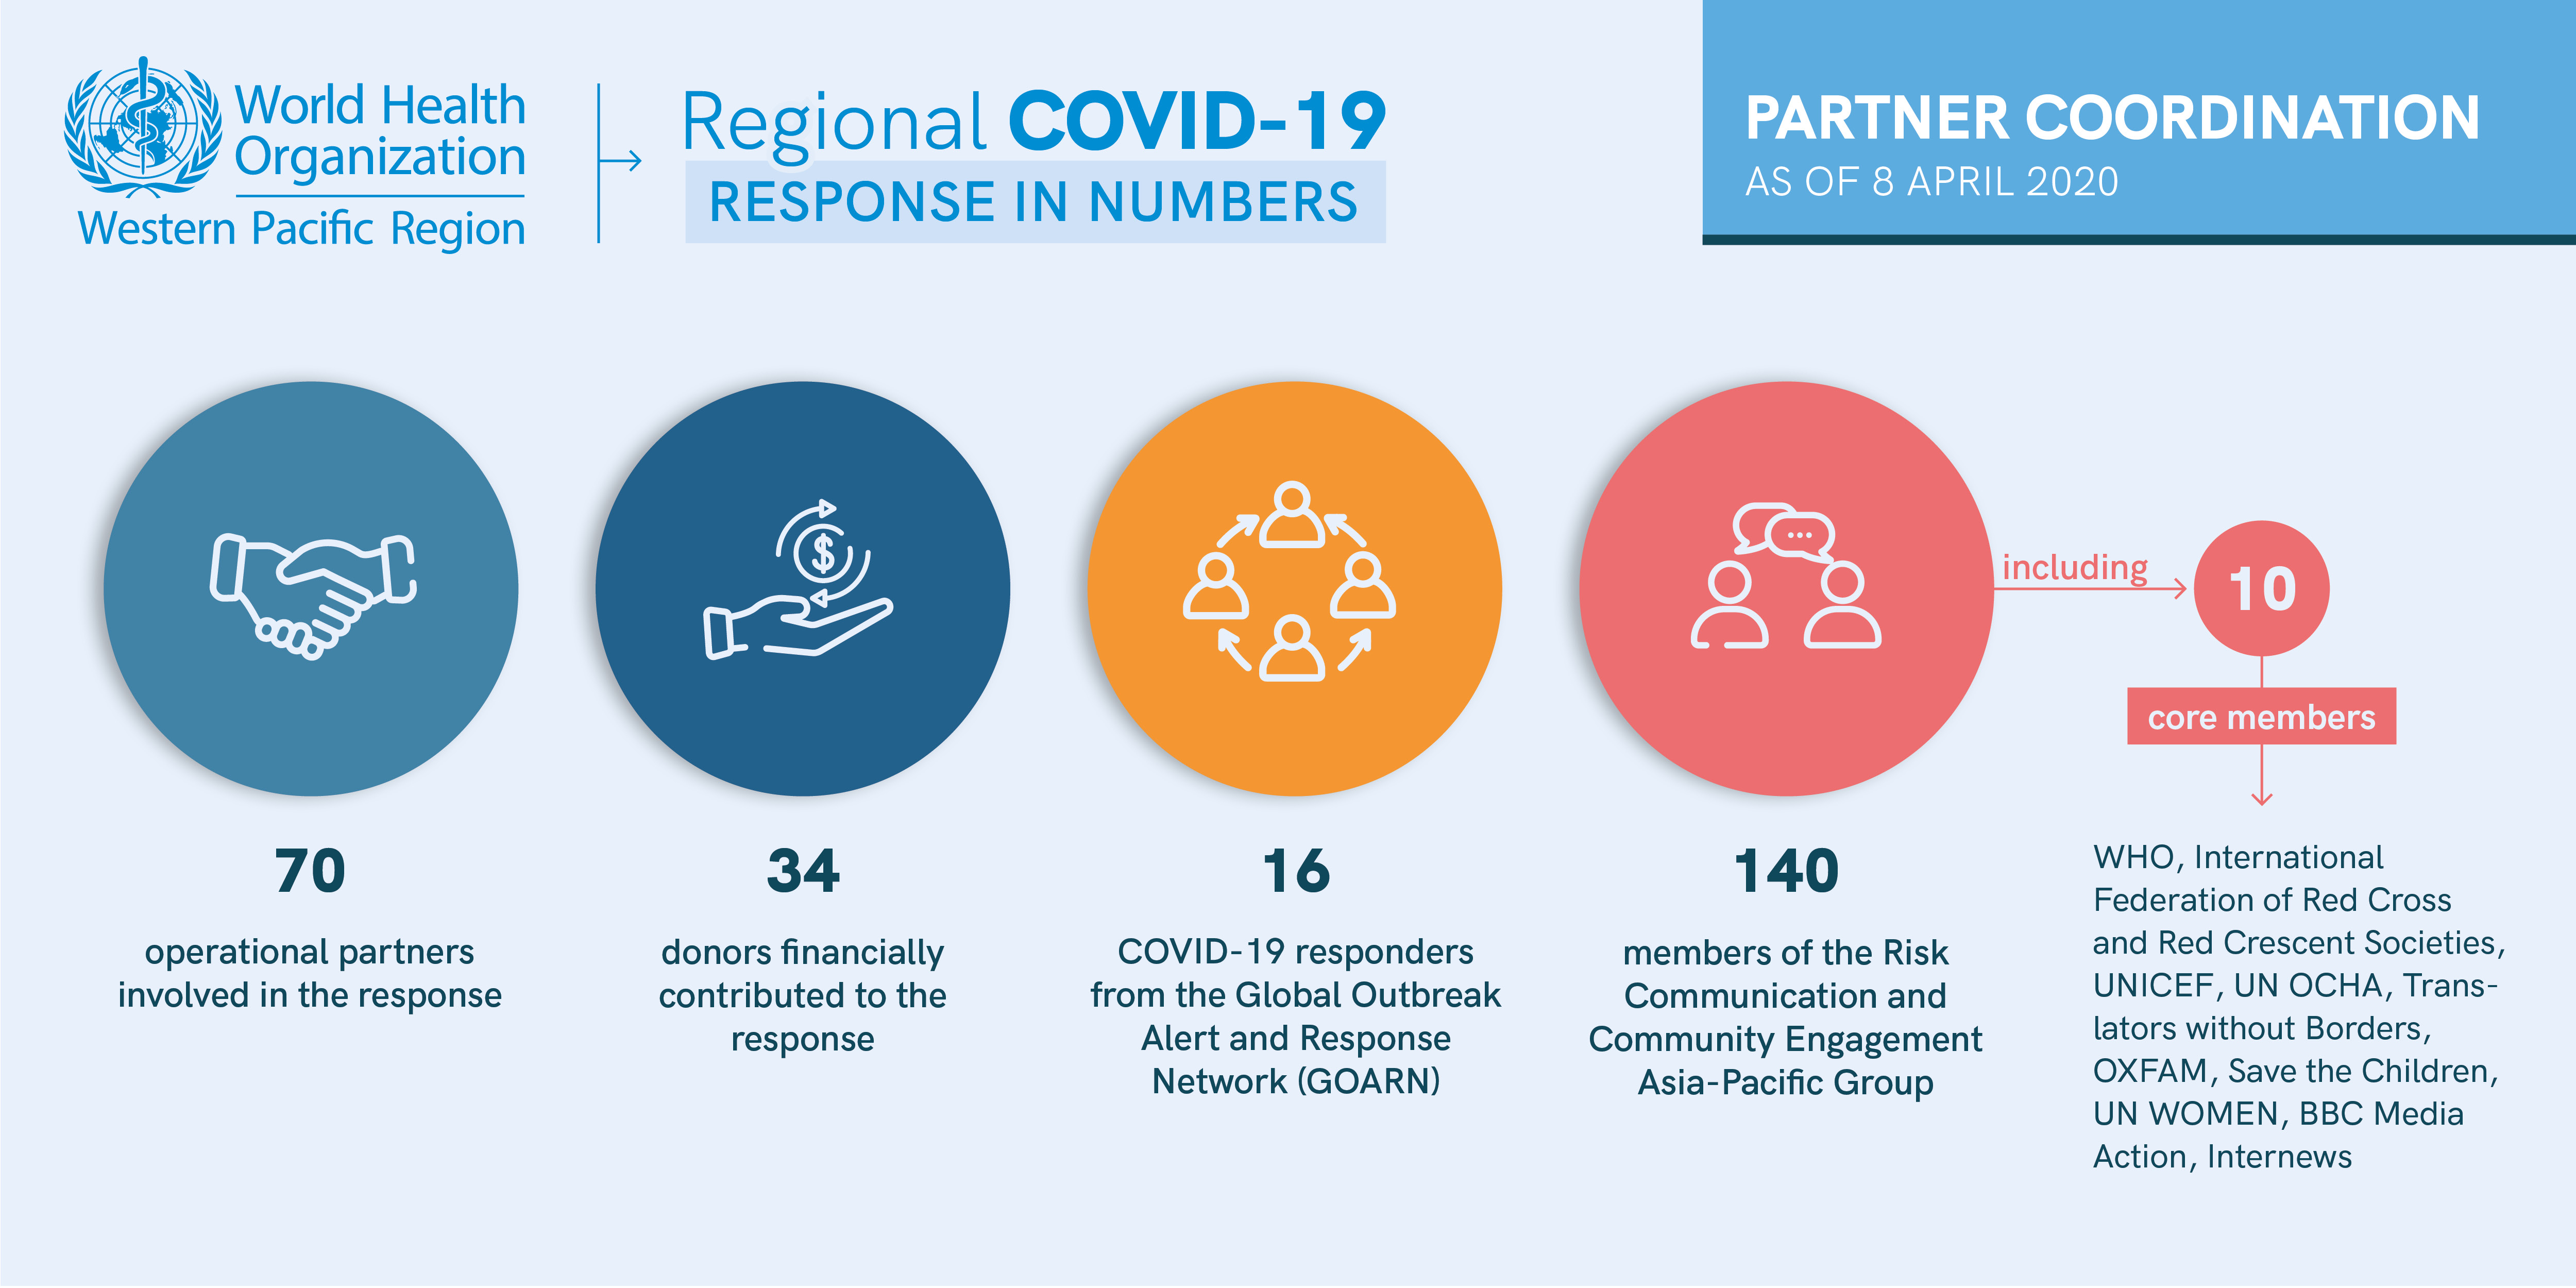 World Health
Organization
Western Pacific Region
Regional COVID-19
RESPONSE IN NUMBERS
PARTNER COORDINATION
AS OF 8 APRIL 2020
$
70
operational partners
involved in the response
34
donors financially
contributed to the
response
16
COVID-19 responders
from the Global Outbreak
Alert and Response
Network (GOARN)
140
members of the Risk
Communication and
Community Engagement
Asia-Pacific Group
including
10
core members
WHO, International
Federation of Red Cross
and Red Crescent Societies,
UNICEF, UN OCHA, Trans-
lators without Borders,
OXFAM, Save the Children,
UN WOMEN, BBC Media
Action, Internews